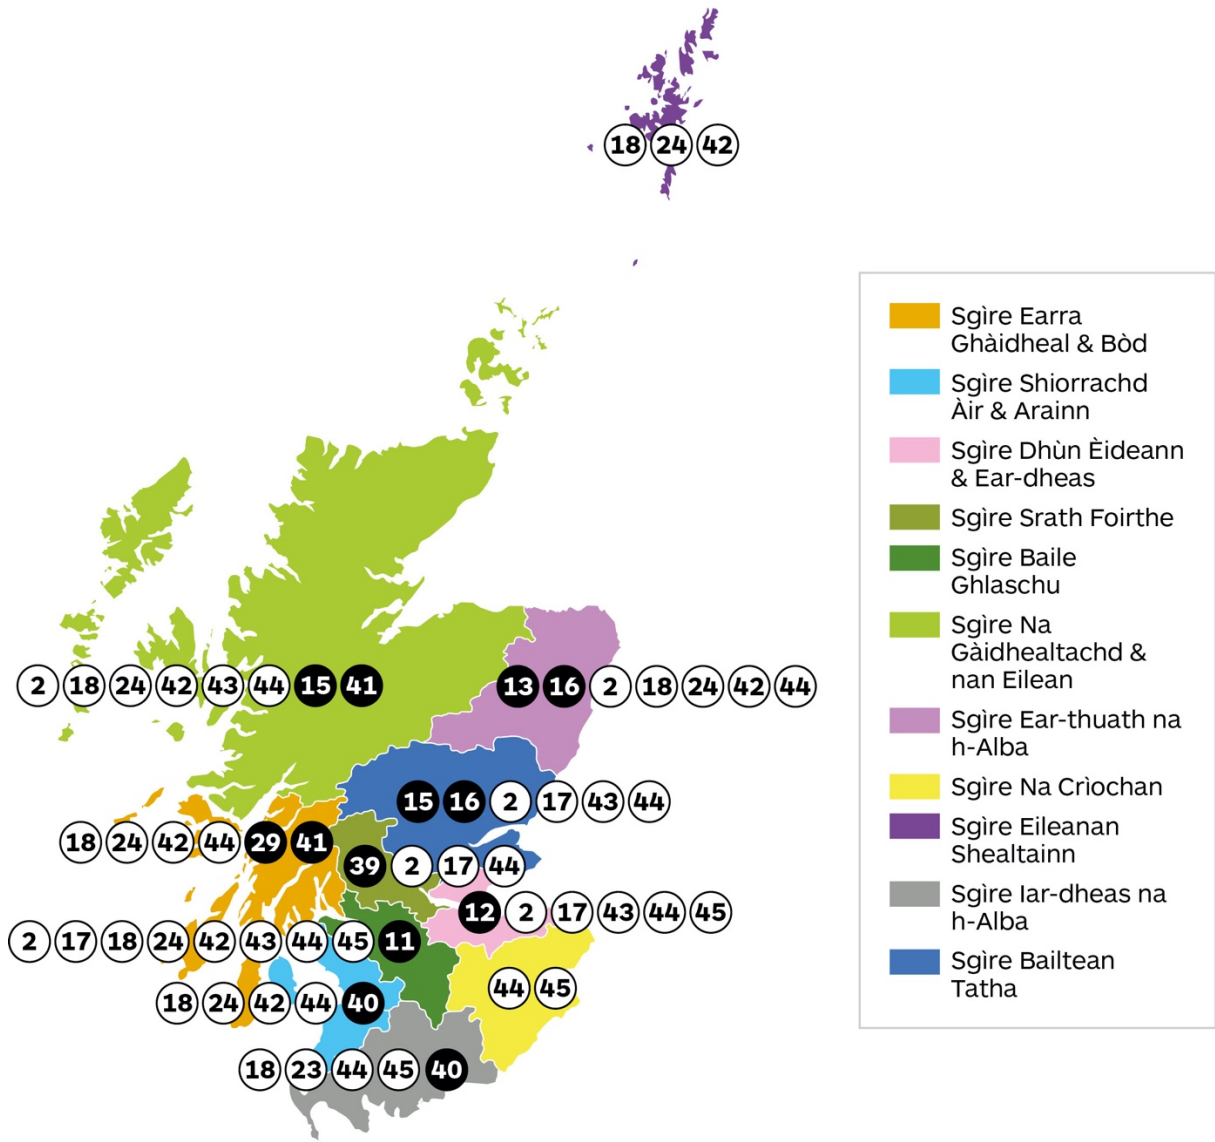 18 24 42
Sgìre Earra
Ghàidheal & Bòd
Sgìre Shiorrachd
Àir & Arainn
Sgìre Dhùn Èideann
& Ear-dheas
Sgìre Srath Foirthe
Sgìre Baile
Ghlaschu
Sgìre Na
Gàidhealtachd &
nan Eilean
Sgìre Ear-thuath na
h-Alba
Sgìre Na Crìochan
Sgìre Eileanan
Shealtainn
Sgìre Iar-dheas na
h-Alba
Sgìre Bailtean
Tatha
2 18 24 42 43 44 15 41
13 16 2 18 24 42 44
15 16 2 17 43 44
18 24 42 44 29 41
39 2 17 44
12 2 17 43 44 45
2 17 18 24 42 43 44 45 11
44 45
18 24 42 44 40
18 23 44 45 40